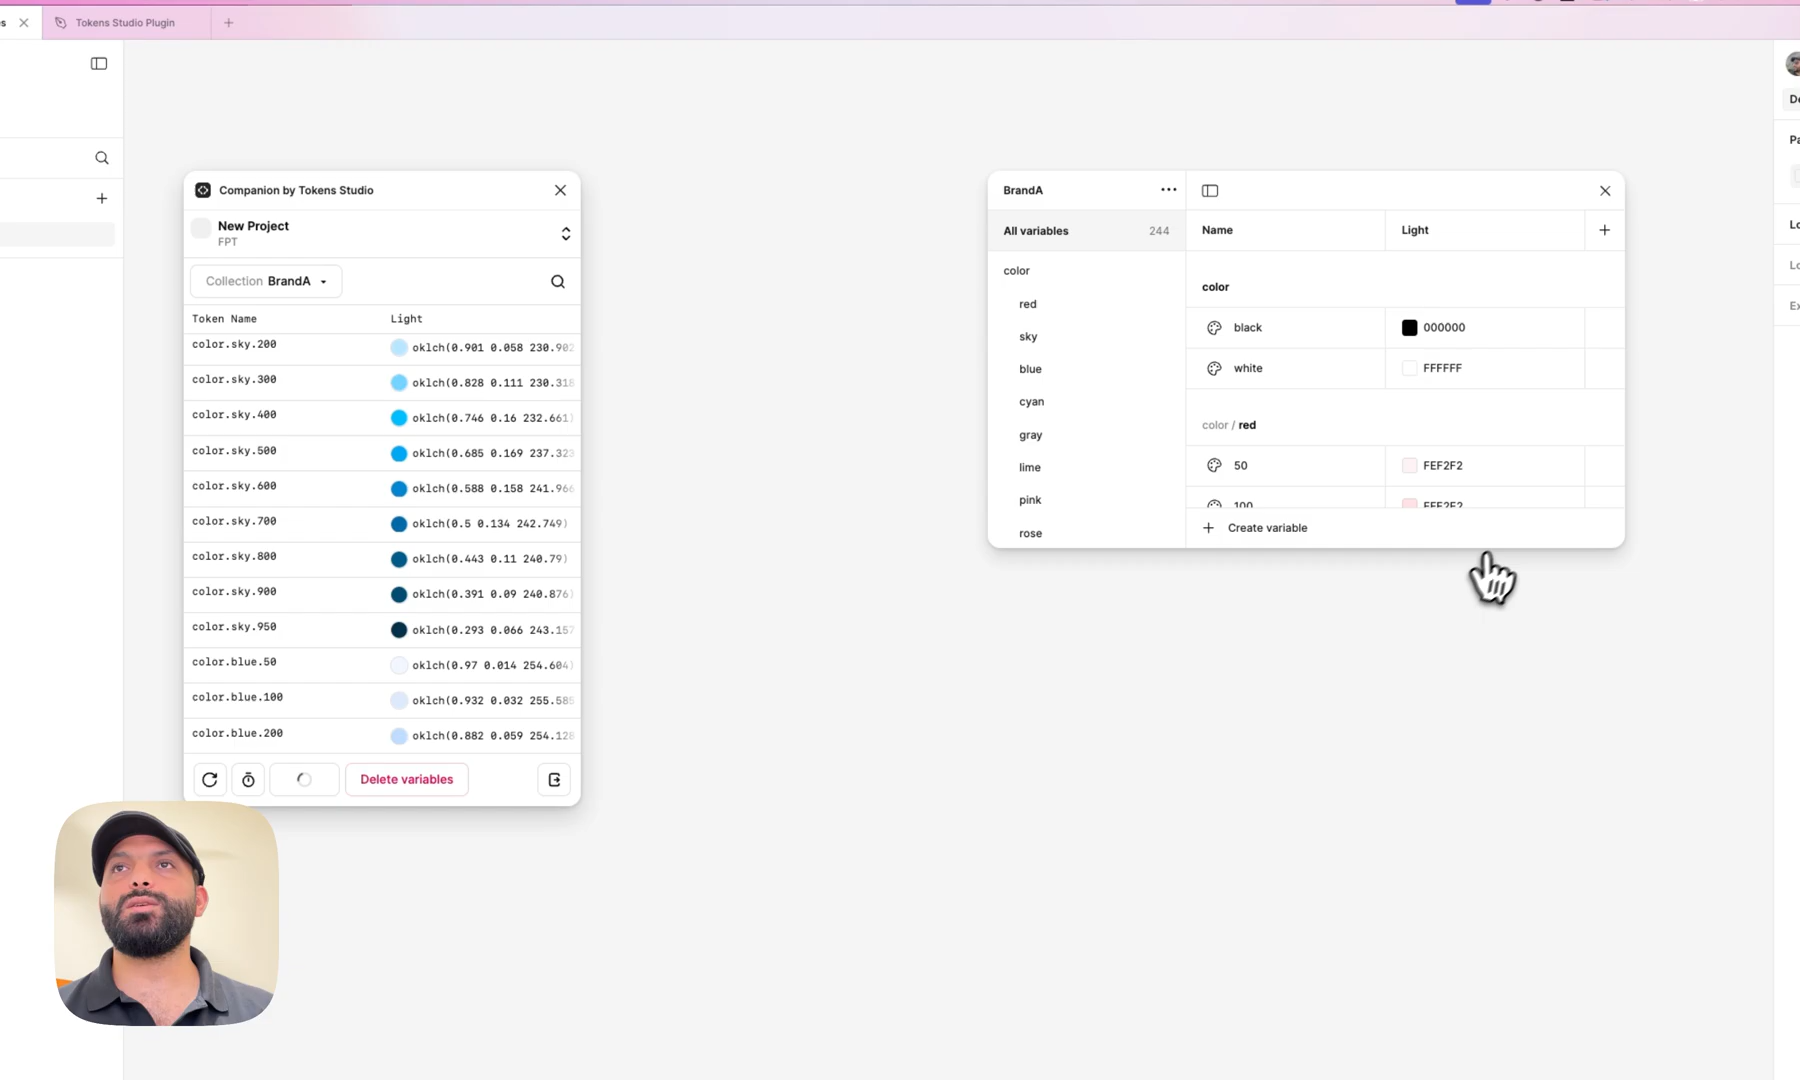 Tokens Studio Plugin
Companion by Tokens Studio
New Project
FPT
Collection BrandA
Token Name Light
color.sky.200 oklch(0.901 0.058 230.902
color.sky.300 oklch(0.828 0.111 230.318
color.sky.400 oklch(0.746 0.16 232.661)
color.sky.500 oklch(0.685 0.169 237.323
color.sky.600 oklch(0.588 0.158 241.966
color.sky.700 oklch(0.5 0.134 242.749)
color.sky.800 oklch(0.443 0.11 240.79)
color.sky.900 oklch(0.391 0.09 240.876)
color.sky.950 oklch(0.293 0.066 243.157
color.blue.50 oklch(0.97 0.014 254.604)
color.blue.100 oklch(0.932 0.032 255.585
color.blue.200 oklch(0.882 0.059 254.128
Delete variables
BrandA
All variables 244
color
red
sky
blue
cyan
gray
lime
pink
rose
Name Light
color
black 000000
white FFFFFF
color / red
50 FEF2F2
100
Create variable